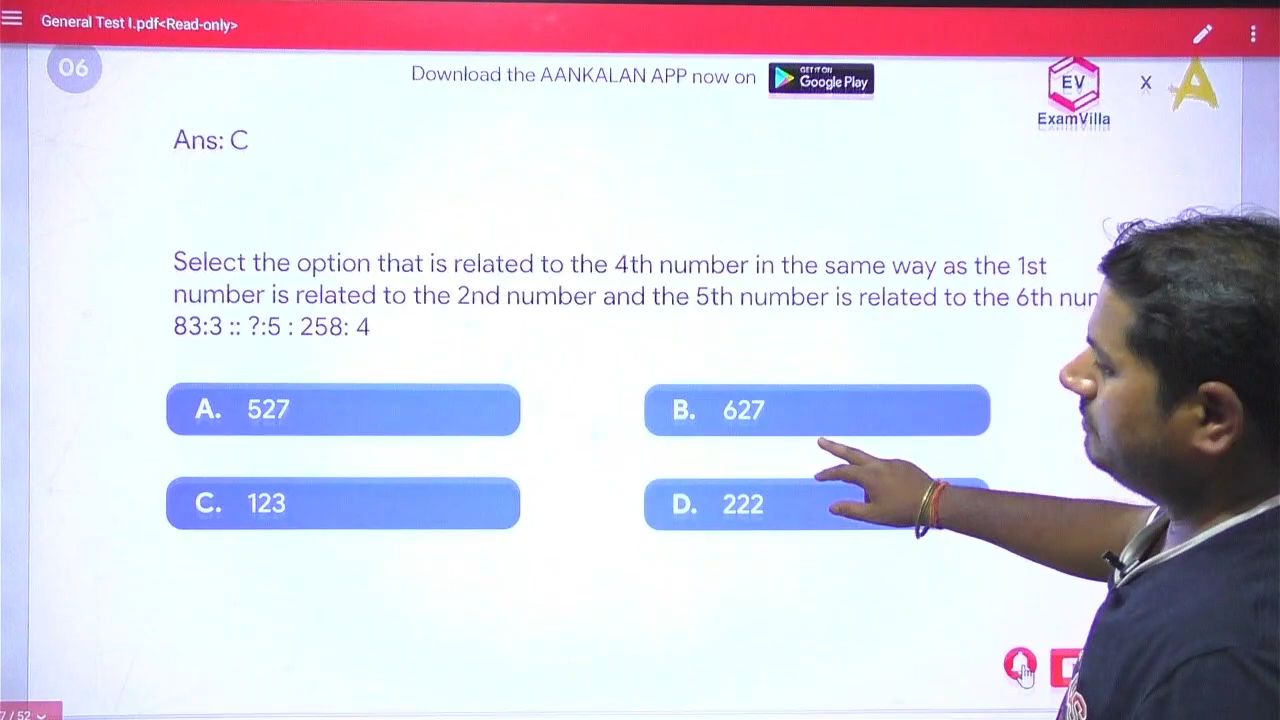 General Test I.pdf<Read-only>
06
Download the AANKALAN APP now on
GET IT ON
Google Play
EV
X
A
ExamVilla
Ans: C
Select the option that is related to the 4th number in the same way as the 1st
number is related to the 2nd number and the 5th number is related to the 6th
83:3 :: ?:5 : 258: 4
A. 527
B. 627
C. 123
D. 222
7/52